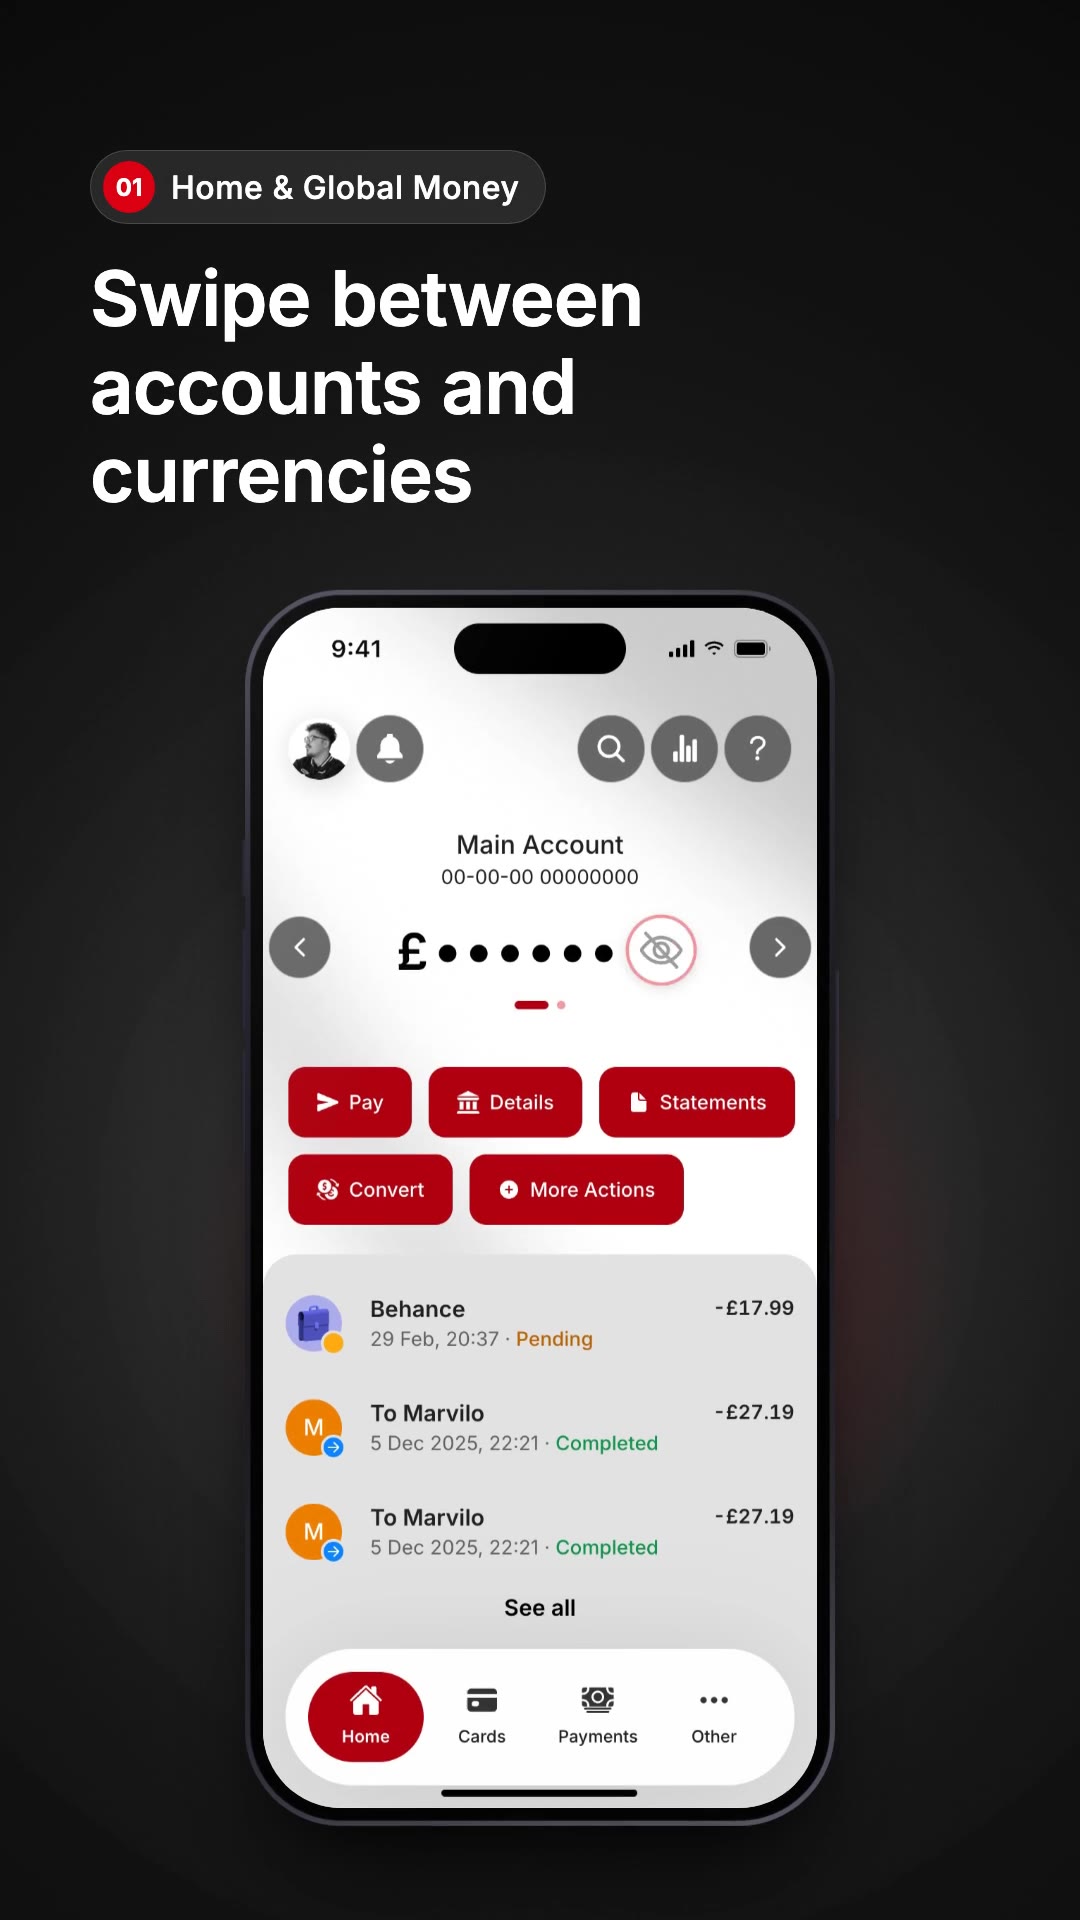 01 Home & Global Money
Swipe between
accounts and
currencies
9:41
?
Main Account
00-00-00 00000000
£••••••
Pay
Details
Statements
Convert
More Actions
Behance
-£17.99
29 Feb, 20:37 · Pending
M
To Marvilo
-£27.19
5 Dec 2025, 22:21 · Completed
M
To Marvilo
-£27.19
5 Dec 2025, 22:21 · Completed
See all
Home
Cards
Payments
Other